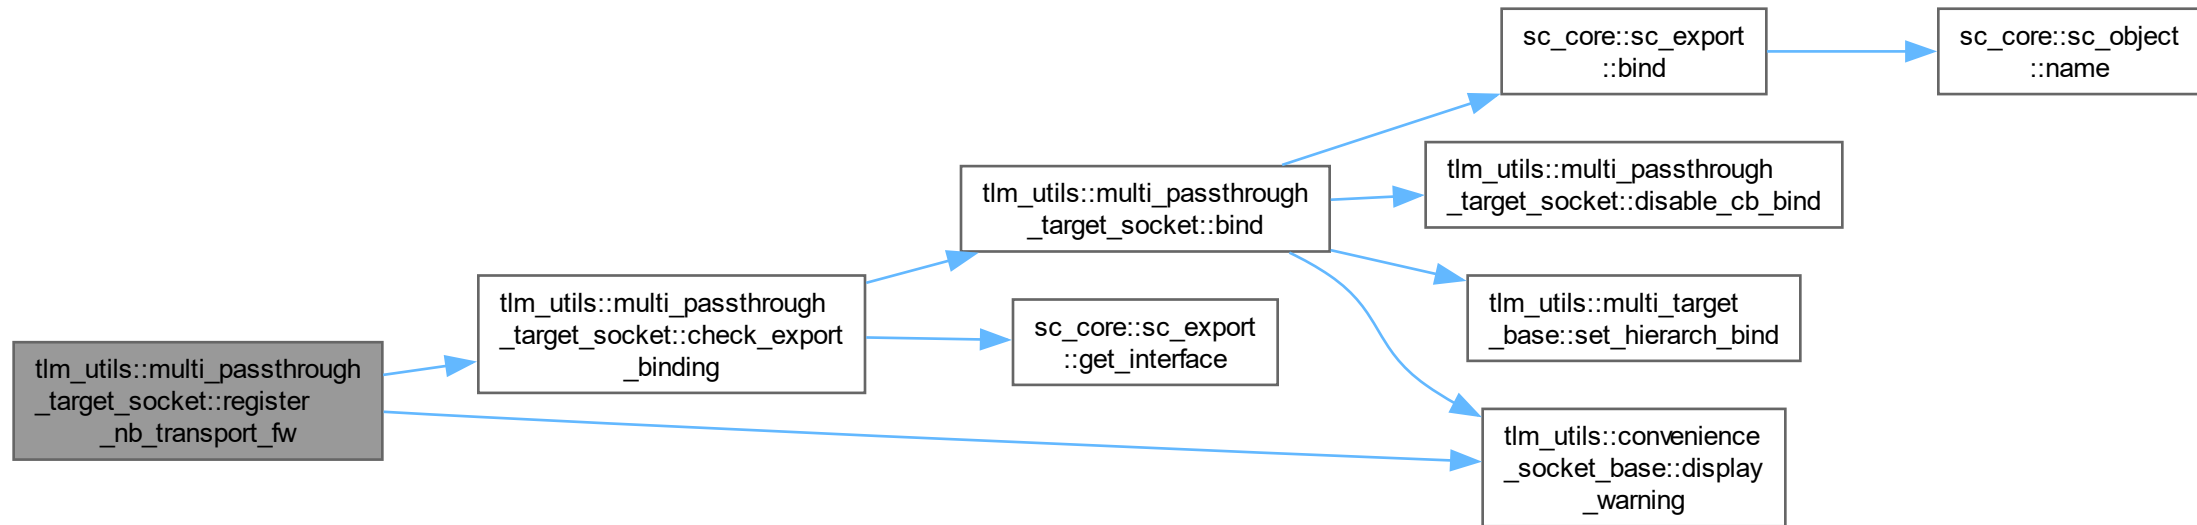 tlm_utils::multi_passthrough
_target_socket::register
_nb_transport_fw
tlm_utils::multi_passthrough
_target_socket::check_export
_binding
tlm_utils::multi_passthrough
_target_socket::bind
sc_core::sc_export
::bind
sc_core::sc_object
::name
tlm_utils::multi_passthrough
_target_socket::disable_cb_bind
tlm_utils::multi_target
_base::set_hierarch_bind
tlm_utils::convenience
_socket_base::display
_warning
sc_core::sc_export
::get_interface